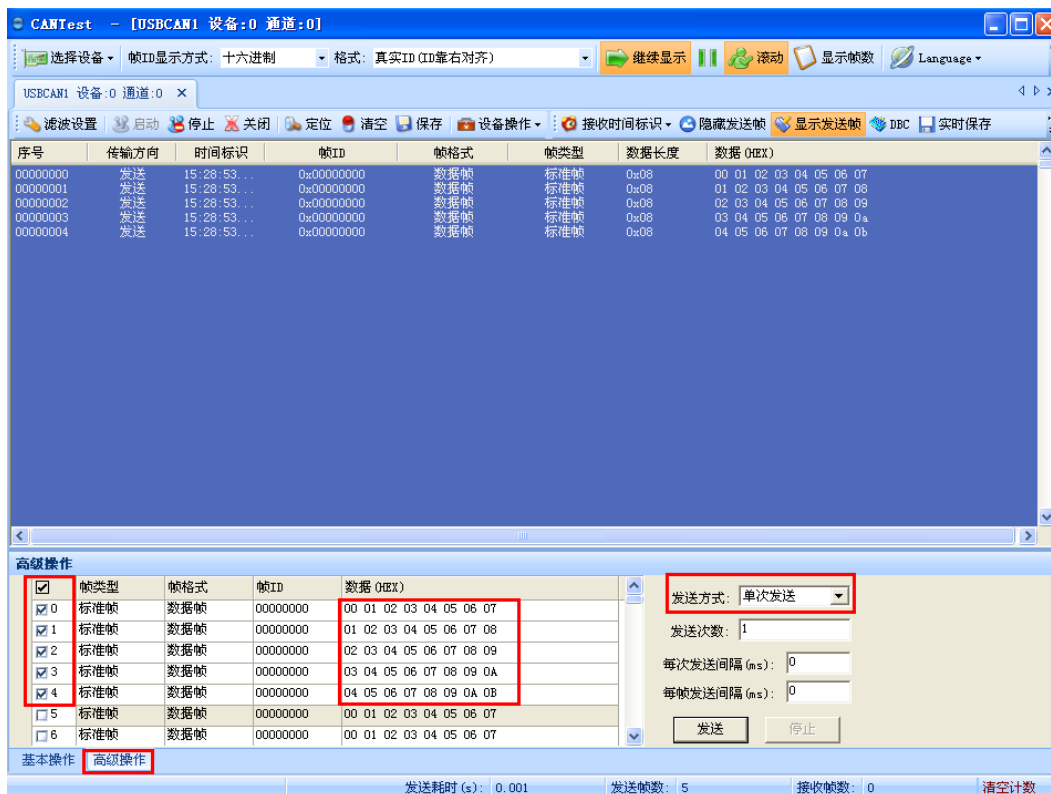 CANTest - [USBCAN1 设备:0 通道:0]
选择设备 帧ID显示方式: 十六进制 格式: 真实ID(ID靠右对齐) 继续显示 滚动 显示帧数 Language
USBCAN1 设备:0 通道:0 ×
滤波设置 启动 停止 关闭 定位 清空 保存 设备操作 接收时间标识 隐藏发送帧 显示发送帧 DBC 实时保存
序号 传输方向 时间标识 帧ID 帧格式 帧类型 数据长度 数据(HEX)
00000000 发送 15:28:53... 0x00000000 数据帧 标准帧 0x08 00 01 02 03 04 05 06 07
00000001 发送 15:28:53... 0x00000000 数据帧 标准帧 0x08 01 02 03 04 05 06 07 08
00000002 发送 15:28:53... 0x00000000 数据帧 标准帧 0x08 02 03 04 05 06 07 08 09
00000003 发送 15:28:53... 0x00000000 数据帧 标准帧 0x08 03 04 05 06 07 08 09 0a
00000004 发送 15:28:53... 0x00000000 数据帧 标准帧 0x08 04 05 06 07 08 09 0a 0b
高级操作
帧类型 帧格式 帧ID 数据(HEX)
0 标准帧 数据帧 00000000 00 01 02 03 04 05 06 07
1 标准帧 数据帧 00000000 01 02 03 04 05 06 07 08
2 标准帧 数据帧 00000000 02 03 04 05 06 07 08 09
3 标准帧 数据帧 00000000 03 04 05 06 07 08 09 0A
4 标准帧 数据帧 00000000 04 05 06 07 08 09 0A 0B
5 标准帧 数据帧 00000000 00 01 02 03 04 05 06 07
6 标准帧 数据帧 00000000 00 01 02 03 04 05 06 07
发送方式: 单次发送
发送次数: 1
每次发送间隔(ms): 0
每帧发送间隔(ms): 0
发送 停止
基本操作 高级操作
发送耗时(s): 0.001 发送帧数: 5 接收帧数: 0 清空计数